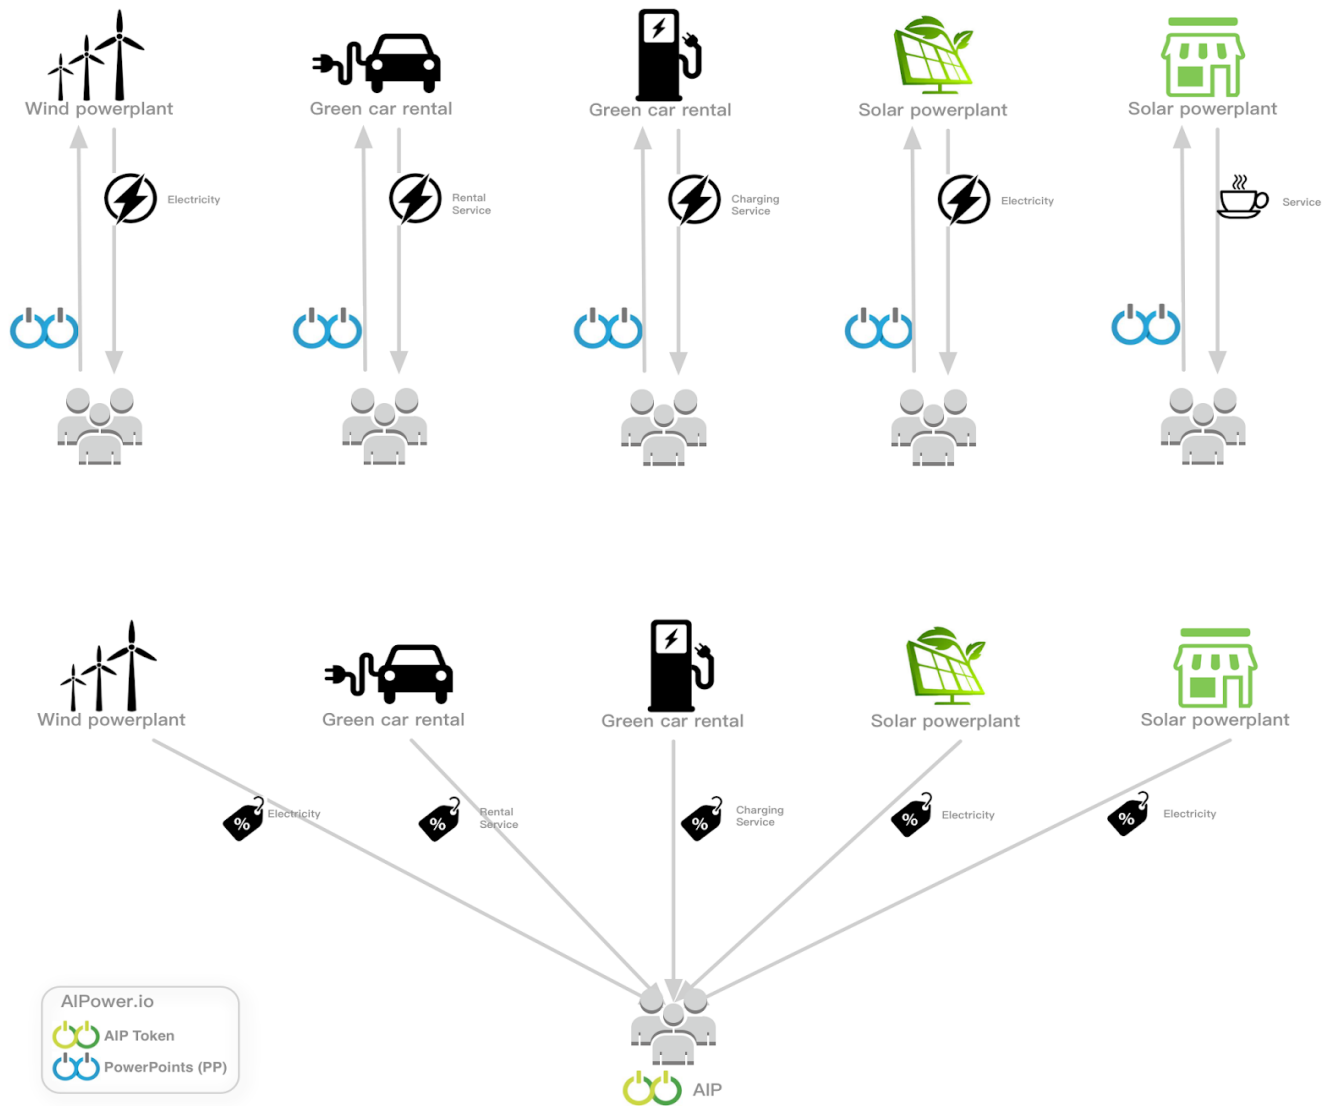 Wind powerplant
Green car rental
Green car rental
Solar powerplant
Solar powerplant
Electricity
Rental
Service
Charging
Service
Electricity
Service
Wind powerplant
Green car rental
Green car rental
Solar powerplant
Solar powerplant
%
Electricity
%
Rental
Service
%
Charging
Service
%
Electricity
%
Electricity
AIPower.io
AIP Token
PowerPoints (PP)
AIP